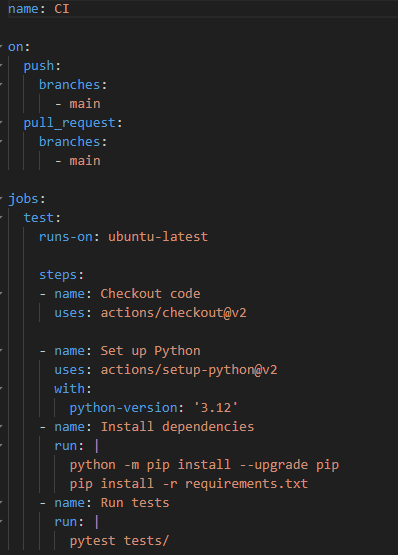 name: CI

on:
  push:
    branches:
      - main
  pull_request:
    branches:
      - main

jobs:
  test:
    runs-on: ubuntu-latest

    steps:
    - name: Checkout code
      uses: actions/checkout@v2

    - name: Set up Python
      uses: actions/setup-python@v2
      with:
        python-version: '3.12'
    - name: Install dependencies
      run: |
        python -m pip install --upgrade pip
        pip install -r requirements.txt
    - name: Run tests
      run: |
        pytest tests/